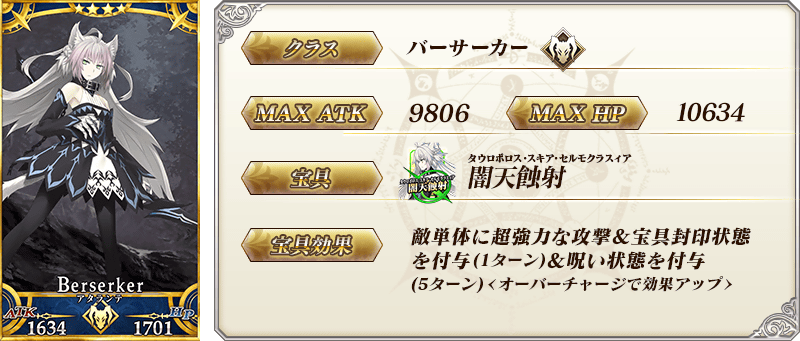 Berserker
アタランテ
ATK
HP
1634
1701
クラス
バーサーカー
MAX ATK
9806
MAX HP
10634
宝具
闇天蝕射
タウロポロス・スキア・セルモクラスィア
闇天蝕射
宝具効果
敵単体に超強力な攻撃&宝具封印状態
を付与(1ターン)&呪い状態を付与
(5ターン)<オーバーチャージで効果アップ>